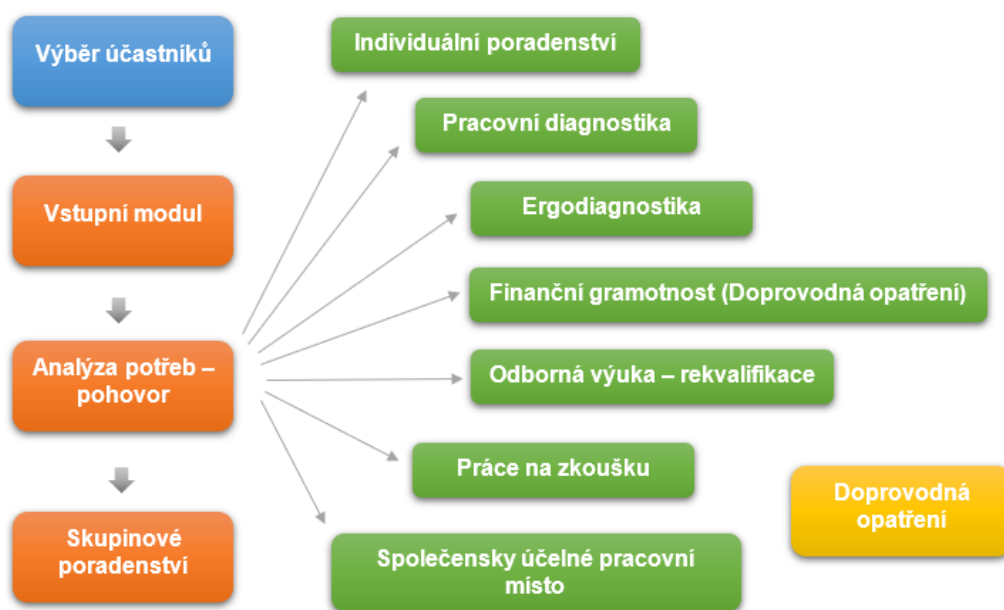 Výběr účastníků
Vstupní modul
Analýza potřeb –
pohovor
Skupinové
poradenství
Individuální poradenství
Pracovní diagnostika
Ergodiagnostika
Finanční gramotnost (Doprovodná opatření)
Odborná výuka – rekvalifikace
Práce na zkoušku
Společensky účelné pracovní
místo
Doprovodná
opatření